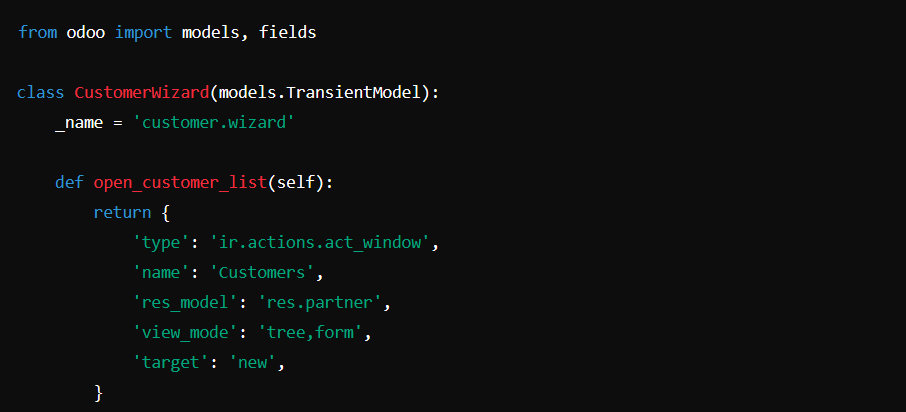 from odoo import models, fields
class CustomerWizard(models.TransientModel):
    _name = 'customer.wizard'
    def open_customer_list(self):
        return {
            'type': 'ir.actions.act_window',
            'name': 'Customers',
            'res_model': 'res.partner',
            'view_mode': 'tree,form',
            'target': 'new',
        }